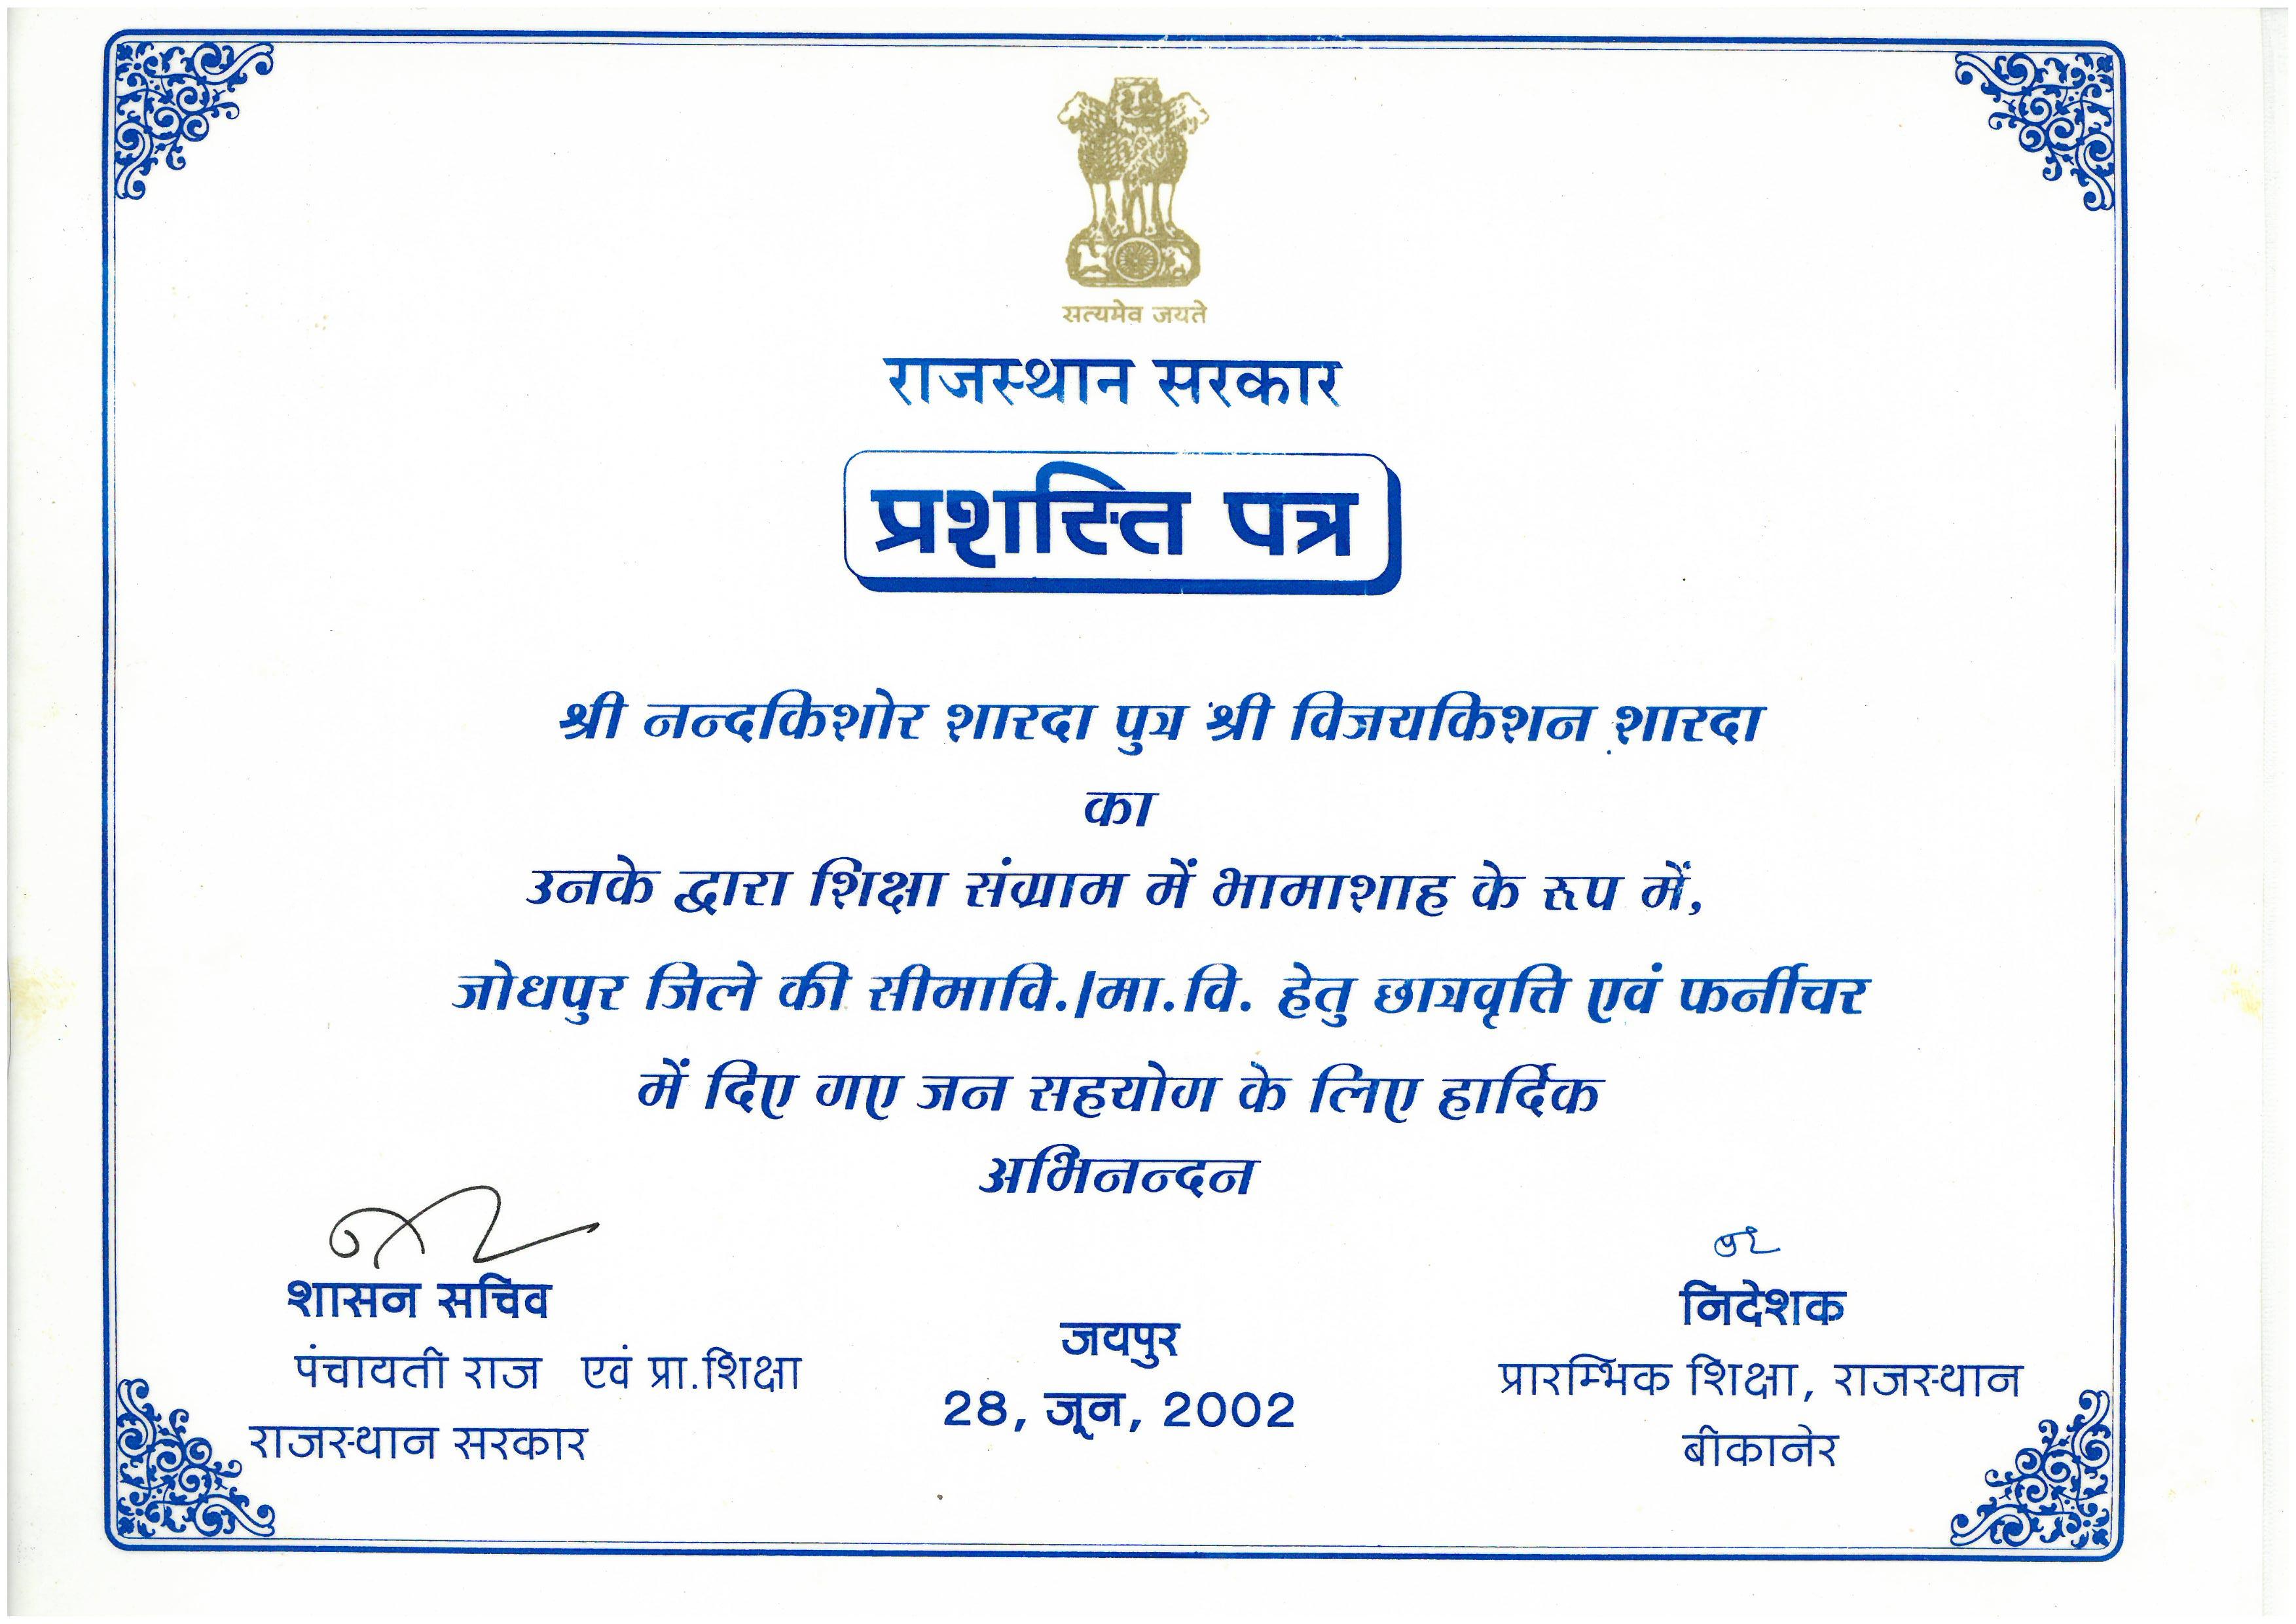 सत्यमेव जयते
राजस्थान सरकार
प्रशस्ति पत्र
श्री नन्दकिशोर शारदा पुत्र श्री विजयकिशन शारदा
का
उनके द्वारा शिक्षा संग्राम में भामाशाह के रूप में,
जोधपुर जिले की सीमावि./मा.वि. हेतु छात्रवृत्ति एवं फर्नीचर
में दिए गए जन सहयोग के लिए हार्दिक
अभिनन्दन
शासन सचिव
पंचायती राज एवं प्रा.शिक्षा
राजस्थान सरकार
जयपुर
28, जून, 2002
निदेशक
प्रारम्भिक शिक्षा, राजस्थान
बीकानेर